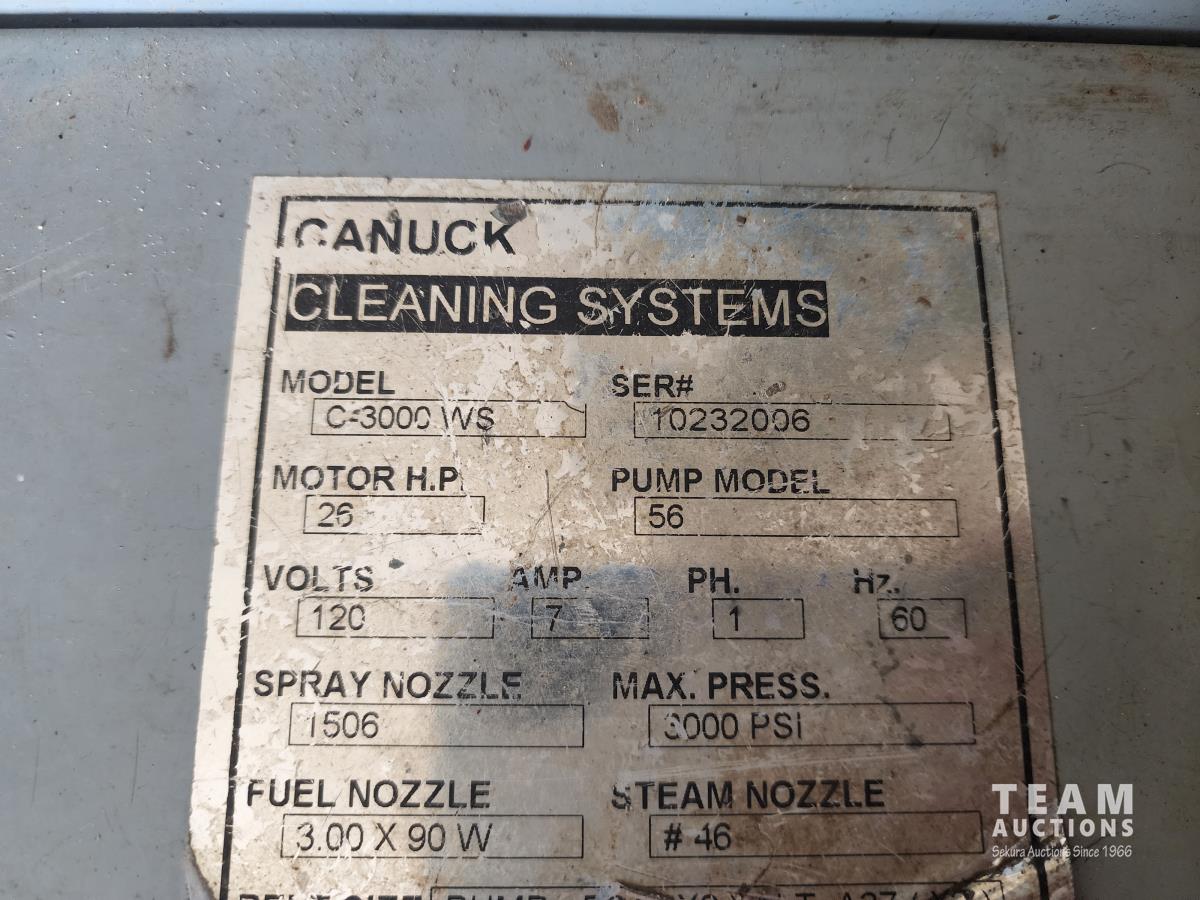 CANUCK
CLEANING SYSTEMS
MODEL SER#
C-3000 WS 10232006
MOTOR H.P. PUMP MODEL
26 56
VOLTS AMP. PH. Hz.
120 7 1 60
SPRAY NOZZLE MAX. PRESS.
1506 3000 PSI
FUEL NOZZLE STEAM NOZZLE
3.00 X 90 W # 46
TEAM
AUCTIONS
Sekura Auctions Since 1966